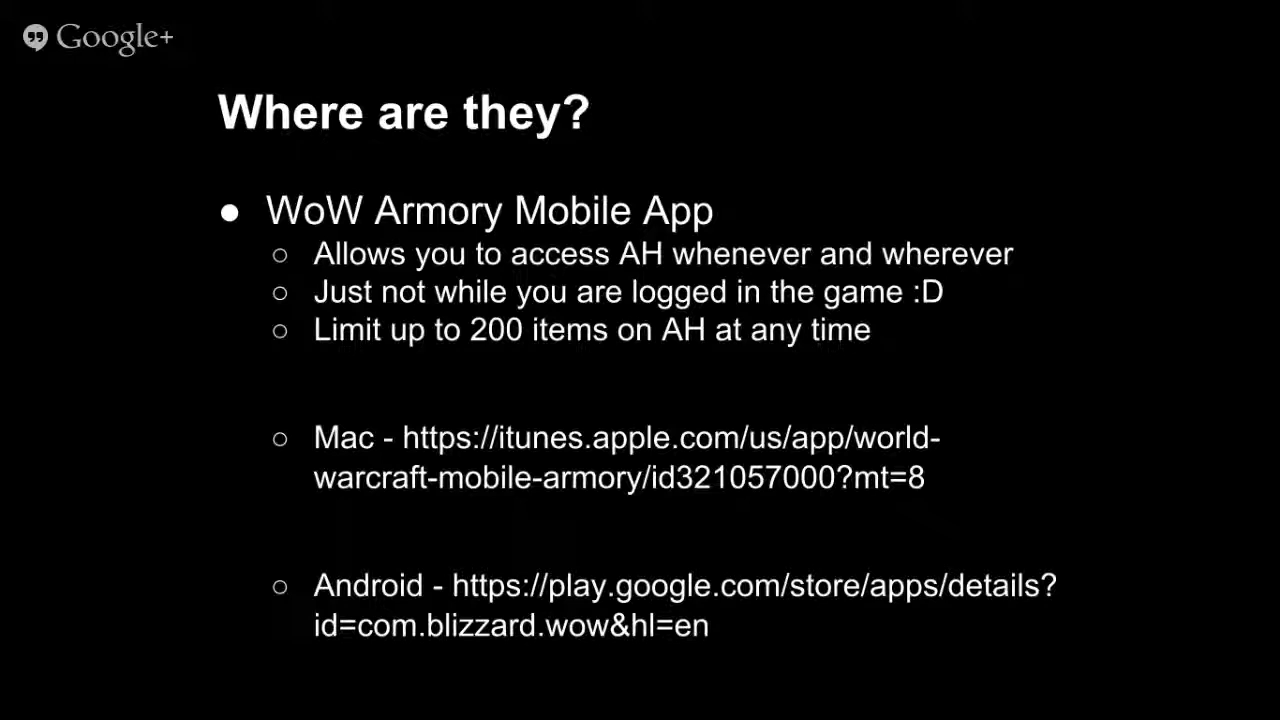 Google+
Where are they?
● WoW Armory Mobile App
○ Allows you to access AH whenever and wherever
○ Just not while you are logged in the game :D
○ Limit up to 200 items on AH at any time
○ Mac - https://itunes.apple.com/us/app/world-
warcraft-mobile-armory/id321057000?mt=8
○ Android - https://play.google.com/store/apps/details?
id=com.blizzard.wow&hl=en